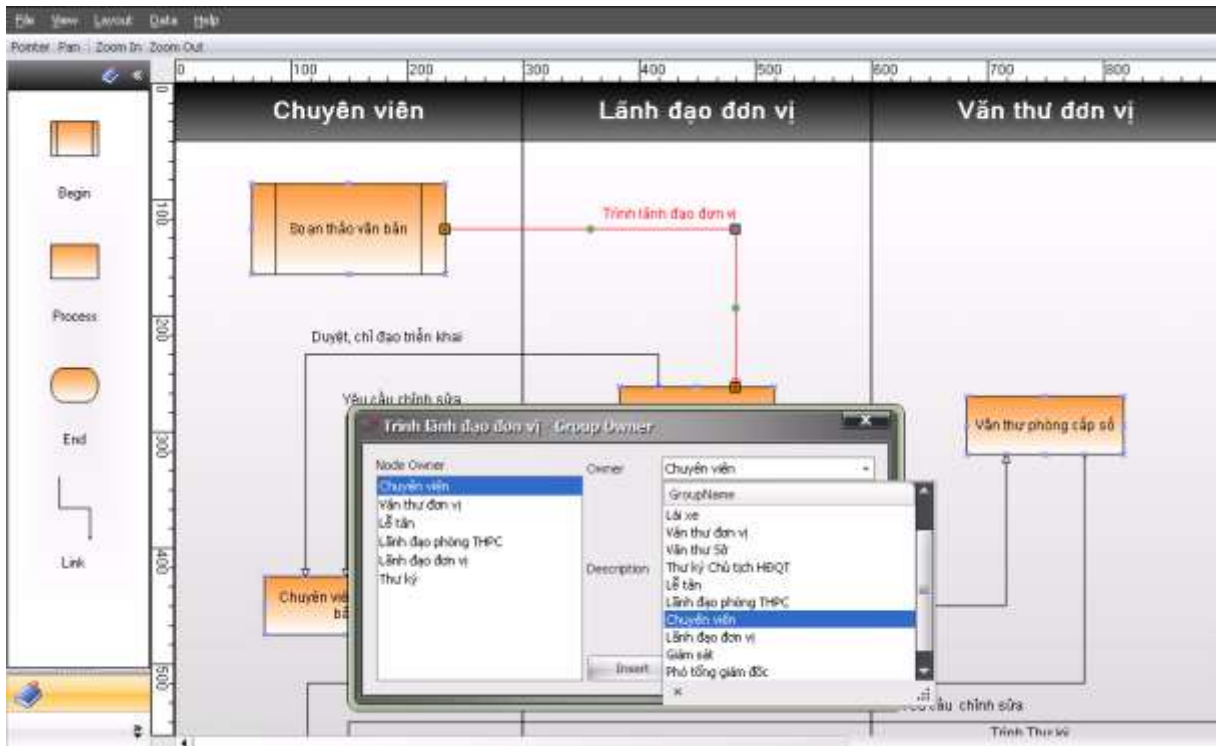 File View Layout Data Help
Pointer Pan Zoom In Zoom Out
0 100 200 300 400 500 600 700 800
Chuyên viên Lãnh đạo đơn vị Văn thư đơn vị
0
100
200
300
400
500
Begin
Process
End
Link
Soạn thảo văn bản
Trình lãnh đạo đơn vị
Duyệt, chỉ đạo triển khai
Yêu cầu chỉnh sửa
Văn thư phòng cấp số
Chuyên viê
bả
Trình lãnh đạo đơn vị - Group Owner
Node Owner
Chuyên viên
Văn thư đơn vị
Lễ tân
Lãnh đạo phòng THPC
Lãnh đạo đơn vị
Thư ký
Owner Chuyên viên
Description
Insert
GroupName
Lái xe
Văn thư đơn vị
Văn thư Sở
Thư ký Chủ tịch HĐQT
Lễ tân
Lãnh đạo phòng THPC
Chuyên viên
Lãnh đạo đơn vị
Giám sát
Phó tổng giám đốc
cầu chỉnh sửa
Trình Thư ký